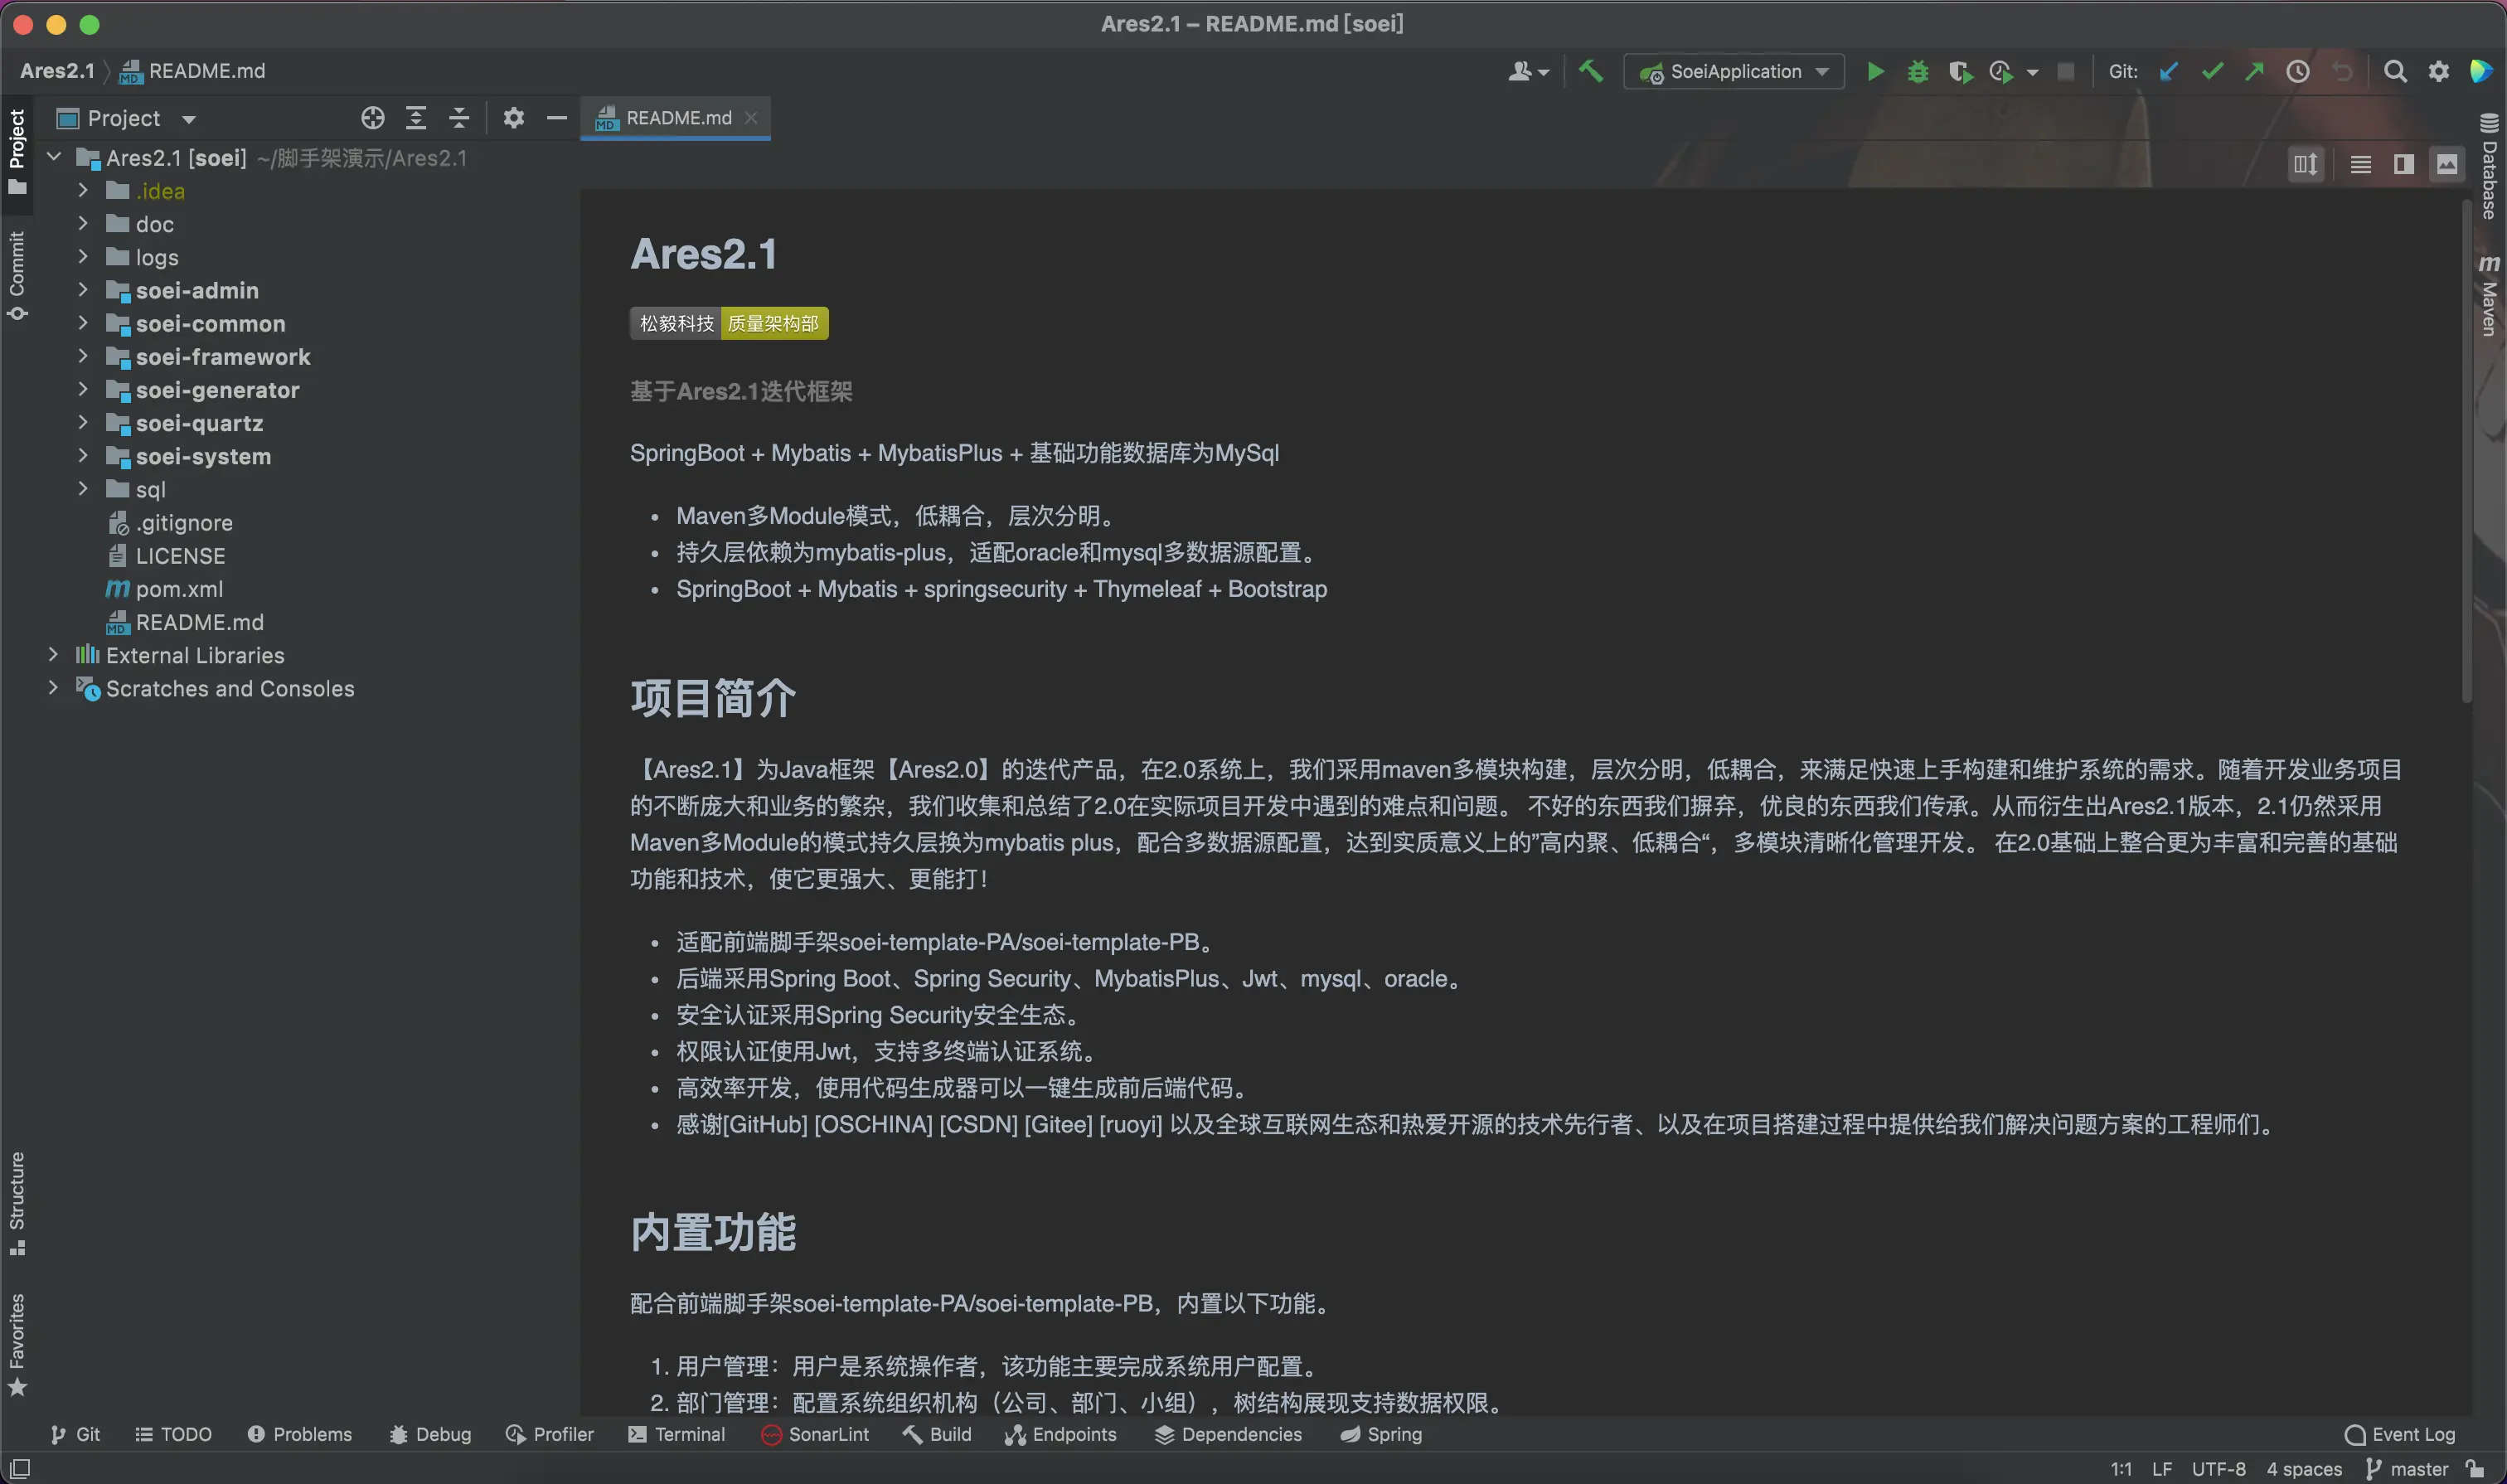 Ares2.1 – README.md [soei]
Ares2.1 README.md
SoeiApplication
Git:
Project
README.md
Project
Commit
Structure
Favorites
Ares2.1 [soei] ~/脚手架演示/Ares2.1
.idea
doc
logs
soei-admin
soei-common
soei-framework
soei-generator
soei-quartz
soei-system
sql
.gitignore
LICENSE
pom.xml
README.md
External Libraries
Scratches and Consoles
Ares2.1
松毅科技 质量架构部
基于Ares2.1迭代框架
SpringBoot + Mybatis + MybatisPlus + 基础功能数据库为MySql
• Maven多Module模式，低耦合，层次分明。
• 持久层依赖为mybatis-plus，适配oracle和mysql多数据源配置。
• SpringBoot + Mybatis + springsecurity + Thymeleaf + Bootstrap
项目简介
【Ares2.1】为Java框架【Ares2.0】的迭代产品，在2.0系统上，我们采用maven多模块构建，层次分明，低耦合，来满足快速上手构建和维护系统的需求。随着开发业务项目
的不断庞大和业务的繁杂，我们收集和总结了2.0在实际项目开发中遇到的难点和问题。 不好的东西我们摒弃，优良的东西我们传承。从而衍生出Ares2.1版本，2.1仍然采用
Maven多Module的模式持久层换为mybatis plus，配合多数据源配置，达到实质意义上的”高内聚、低耦合“，多模块清晰化管理开发。 在2.0基础上整合更为丰富和完善的基础
功能和技术，使它更强大、更能打！
• 适配前端脚手架soei-template-PA/soei-template-PB。
• 后端采用Spring Boot、Spring Security、MybatisPlus、Jwt、mysql、oracle。
• 安全认证采用Spring Security安全生态。
• 权限认证使用Jwt，支持多终端认证系统。
• 高效率开发，使用代码生成器可以一键生成前后端代码。
• 感谢[GitHub] [OSCHINA] [CSDN] [Gitee] [ruoyi] 以及全球互联网生态和热爱开源的技术先行者、以及在项目搭建过程中提供给我们解决问题方案的工程师们。
内置功能
配合前端脚手架soei-template-PA/soei-template-PB，内置以下功能。
1. 用户管理：用户是系统操作者，该功能主要完成系统用户配置。
2. 部门管理：配置系统组织机构（公司、部门、小组），树结构展现支持数据权限。
Database
Maven
Git TODO Problems Debug Profiler Terminal SonarLint Build Endpoints Dependencies Spring Event Log
1:1 LF UTF-8 4 spaces master